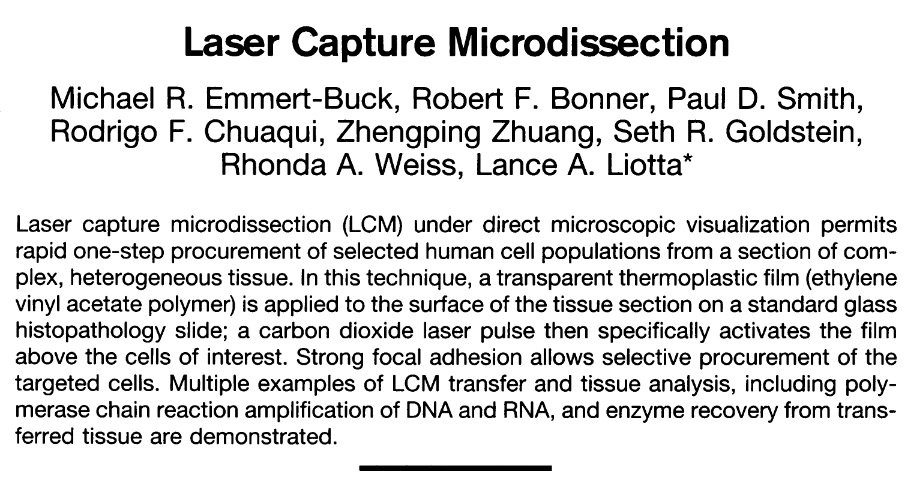 Laser Capture Microdissection
Michael R. Emmert-Buck, Robert F. Bonner, Paul D. Smith,
Rodrigo F. Chuaqui, Zhengping Zhuang, Seth R. Goldstein,
Rhonda A. Weiss, Lance A. Liotta*
Laser capture microdissection (LCM) under direct microscopic visualization permits
rapid one-step procurement of selected human cell populations from a section of com-
plex, heterogeneous tissue. In this technique, a transparent thermoplastic film (ethylene
vinyl acetate polymer) is applied to the surface of the tissue section on a standard glass
histopathology slide; a carbon dioxide laser pulse then specifically activates the film
above the cells of interest. Strong focal adhesion allows selective procurement of the
targeted cells. Multiple examples of LCM transfer and tissue analysis, including poly-
merase chain reaction amplification of DNA and RNA, and enzyme recovery from trans-
ferred tissue are demonstrated.